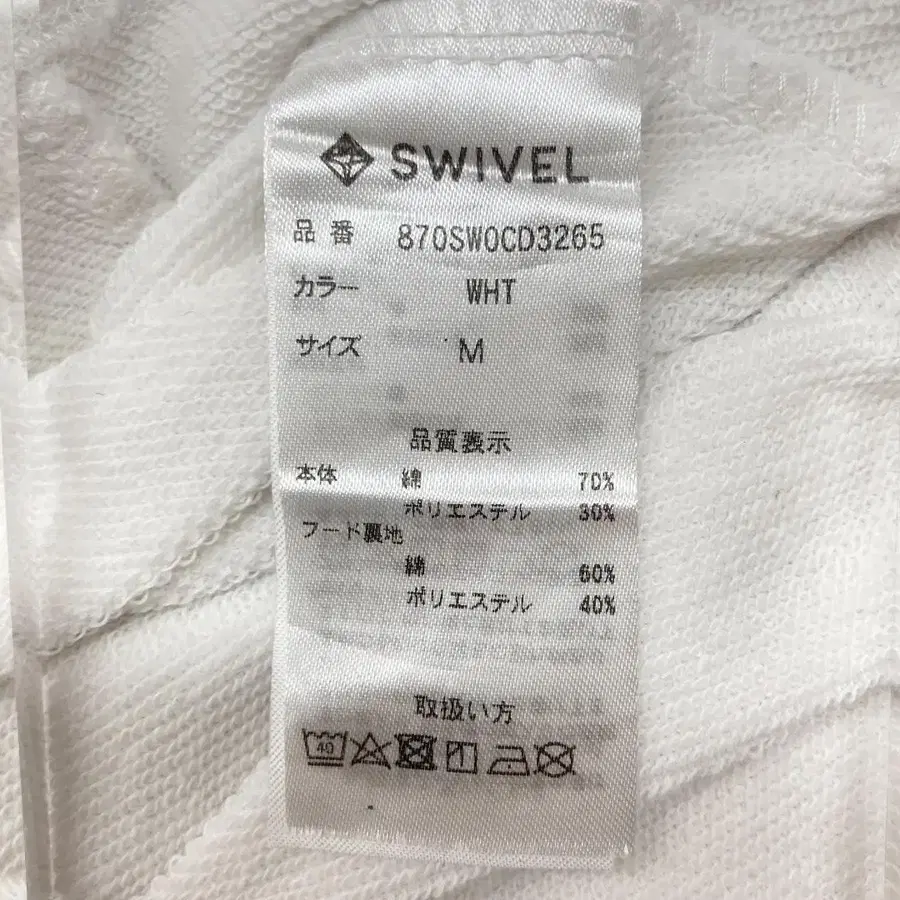 SWIVEL
品番 870SWOCD3265
カラー WHT
サイズ M
品質表示
本体 綿 70%
ポリエステル 30%
フード裏地
綿 60%
ポリエステル 40%
取扱い方
40